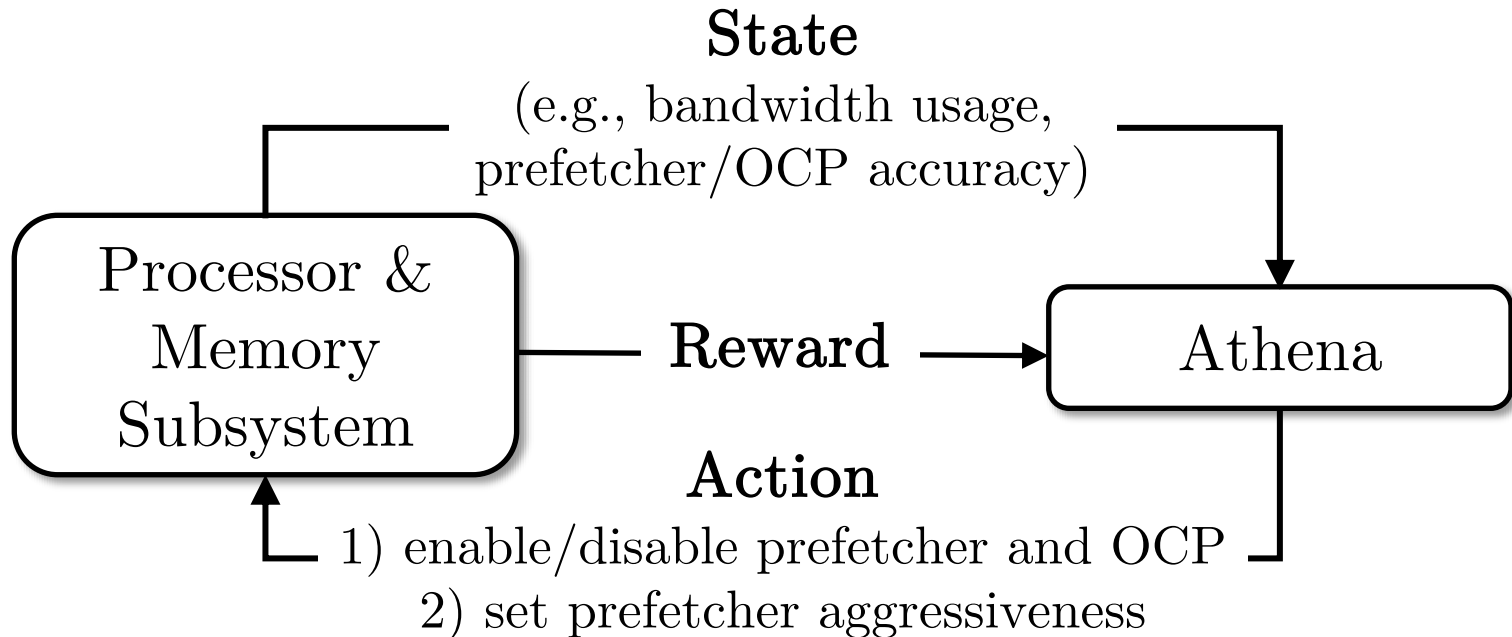 State
(e.g., bandwidth usage,
prefetcher/OCP accuracy)
Processor &
Memory
Subsystem
Reward
Athena
Action
1) enable/disable prefetcher and OCP
2) set prefetcher aggressiveness